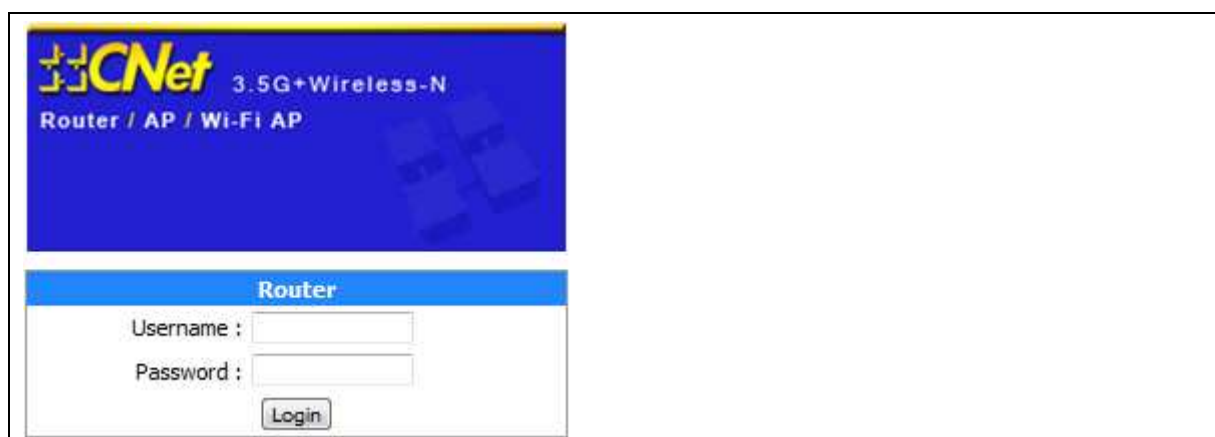 CNet 3.5G+Wireless-N
Router / AP / Wi-Fi AP
Router
Username :
Password :
Login